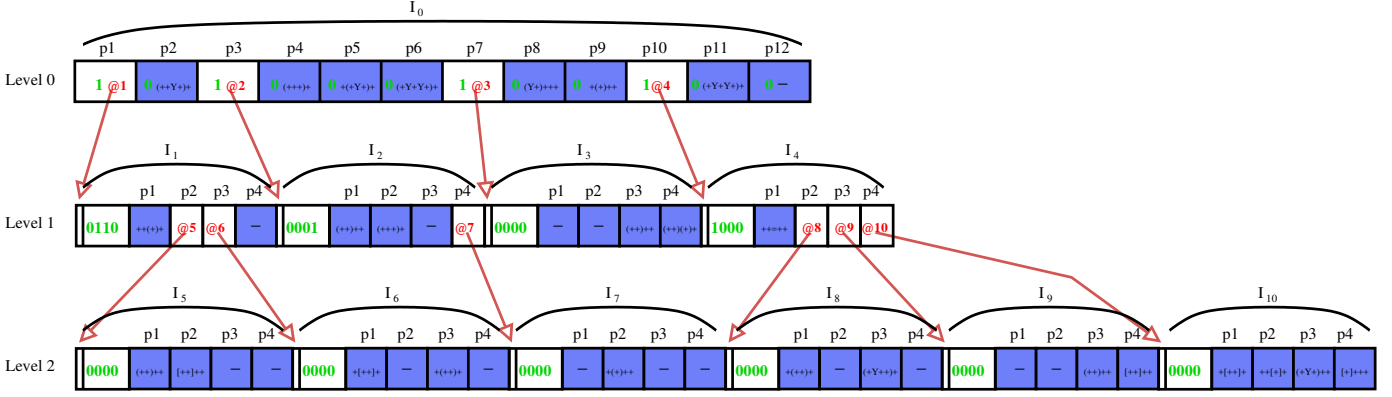 I0
p1 p2 p3 p4 p5 p6 p7 p8 p9 p10 p11 p12
Level 0 1 @1 0 (++Y+)+ 1 @2 0 (+++)+ 0 +(+Y+)+ 0 (+Y+Y+)+ 1 @3 0 (Y+)+++ 0 +(+)++ 1 @4 0 (+Y+Y+)+ 0 –
I1 I2 I3 I4
p1 p2 p3 p4 p1 p2 p3 p4 p1 p2 p3 p4 p1 p2 p3 p4
Level 1 0110 ++(+)+ @5 @6 – 0001 (++)++ (+++)+ – @7 0000 – – (++)++ (++)(+)+ 1000 ++=++ @8 @9 @10
I5 I6 I7 I8 I9 I10
p1 p2 p3 p4 p1 p2 p3 p4 p1 p2 p3 p4 p1 p2 p3 p4 p1 p2 p3 p4 p1 p2 p3 p4
Level 2 0000 (++)++ [++]++ – – 0000 +[++]+ – +(++)+ – 0000 – +(+)++ – – 0000 +(++)+ – (+Y++)+ – 0000 – – (++)++ [++]++ 0000 +[++]+ ++[+]+ (+Y)++ [+]+++